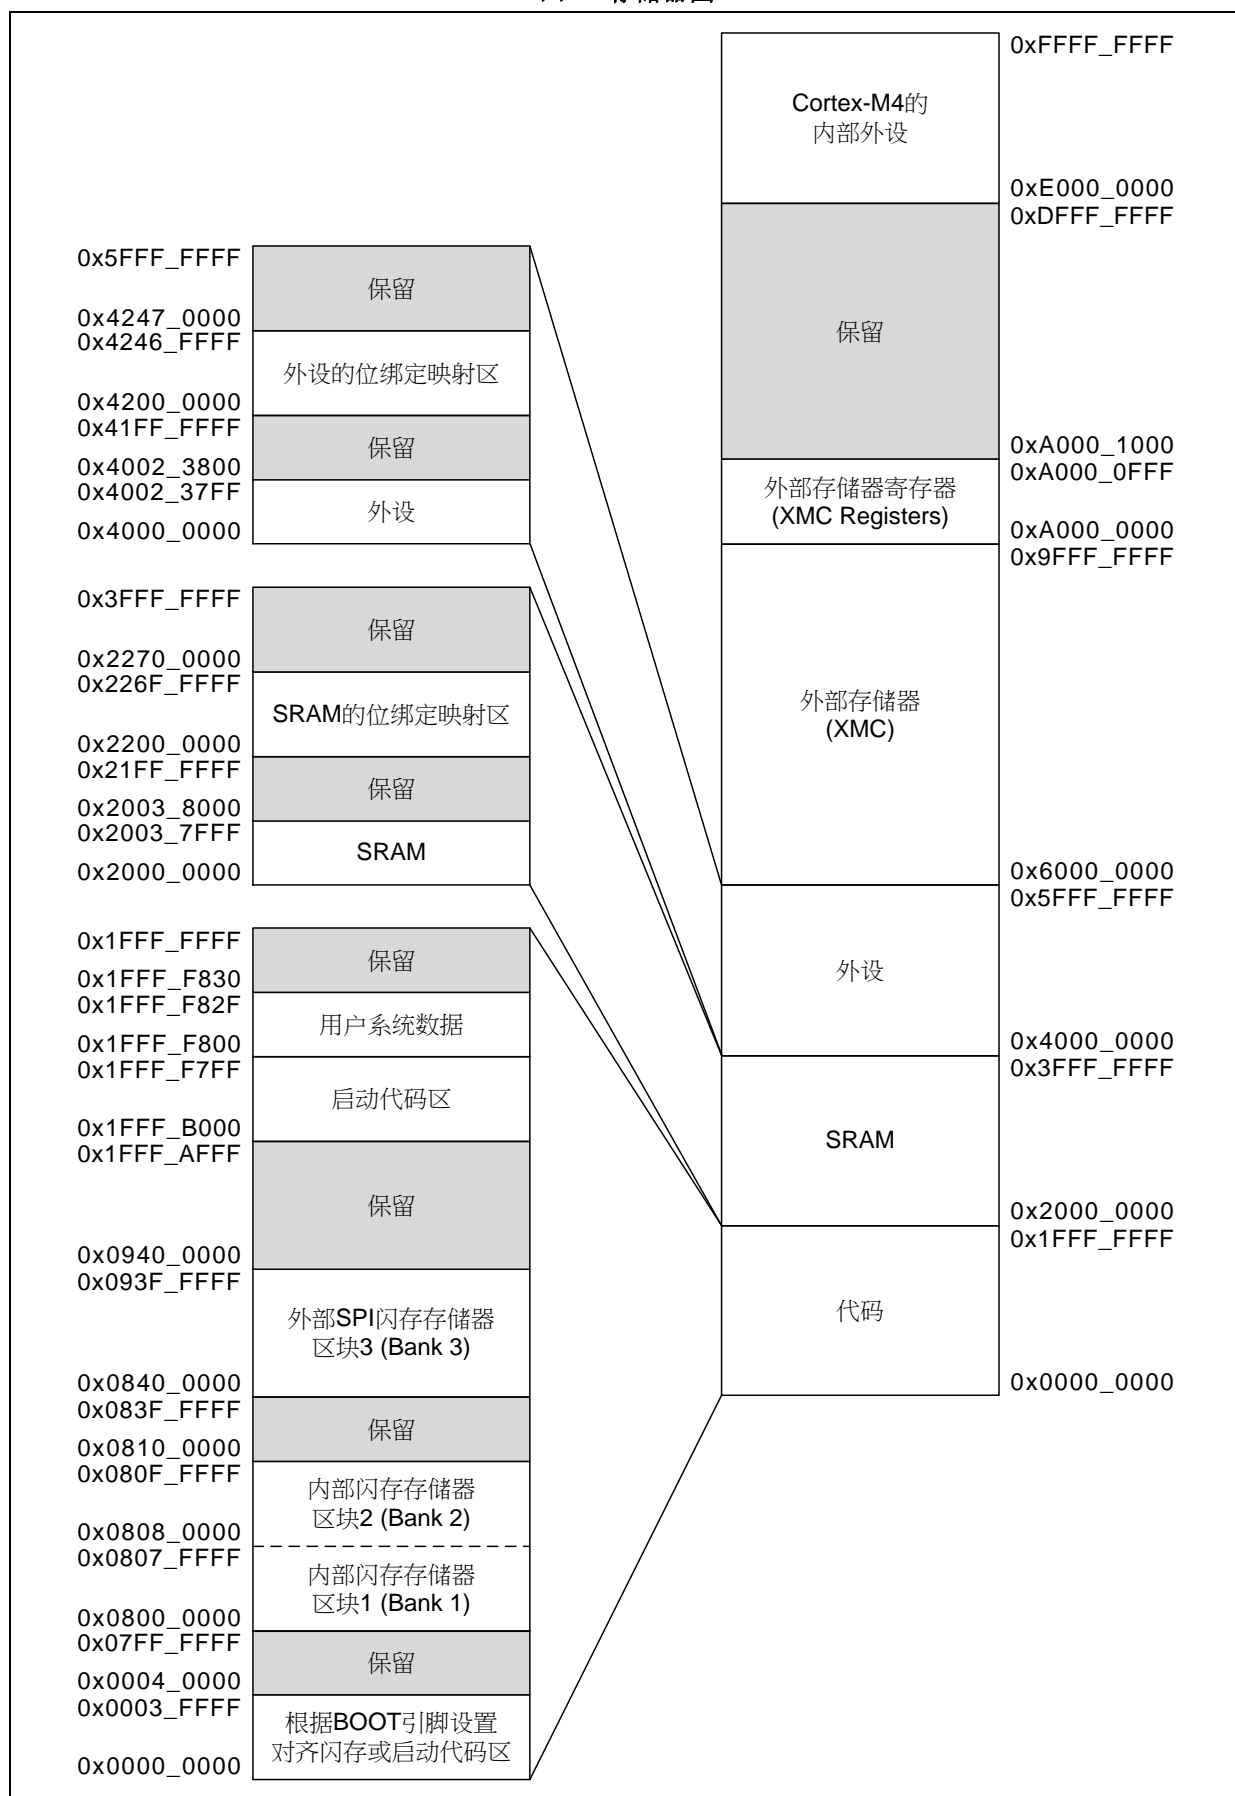 0xFFFF_FFFF
Cortex-M4的
内部外设
0xE000_0000
0xDFFF_FFFF
保留
0xA000_1000
0xA000_0FFF
外部存储器寄存器
(XMC Registers)
0xA000_0000
0x9FFF_FFFF
外部存储器
(XMC)
0x6000_0000
0x5FFF_FFFF
外设
0x4000_0000
0x3FFF_FFFF
SRAM
0x2000_0000
0x1FFF_FFFF
代码
0x0000_0000
0x5FFF_FFFF
保留
0x4247_0000
0x4246_FFFF
外设的位绑定映射区
0x4200_0000
0x41FF_FFFF
保留
0x4002_3800
0x4002_37FF
外设
0x4000_0000
0x3FFF_FFFF
保留
0x2270_0000
0x226F_FFFF
SRAM的位绑定映射区
0x2200_0000
0x21FF_FFFF
保留
0x2003_8000
0x2003_7FFF
SRAM
0x2000_0000
0x1FFF_FFFF
保留
0x1FFF_F830
0x1FFF_F82F
用户系统数据
0x1FFF_F800
0x1FFF_F7FF
启动代码区
0x1FFF_B000
0x1FFF_AFFF
保留
0x0940_0000
0x093F_FFFF
外部SPI闪存存储器
区块3 (Bank 3)
0x0840_0000
0x083F_FFFF
保留
0x0810_0000
0x080F_FFFF
内部闪存存储器
区块2 (Bank 2)
0x0808_0000
0x0807_FFFF
内部闪存存储器
区块1 (Bank 1)
0x0800_0000
0x07FF_FFFF
保留
0x0004_0000
0x0003_FFFF
根据BOOT引脚设置
对齐闪存或启动代码区
0x0000_0000